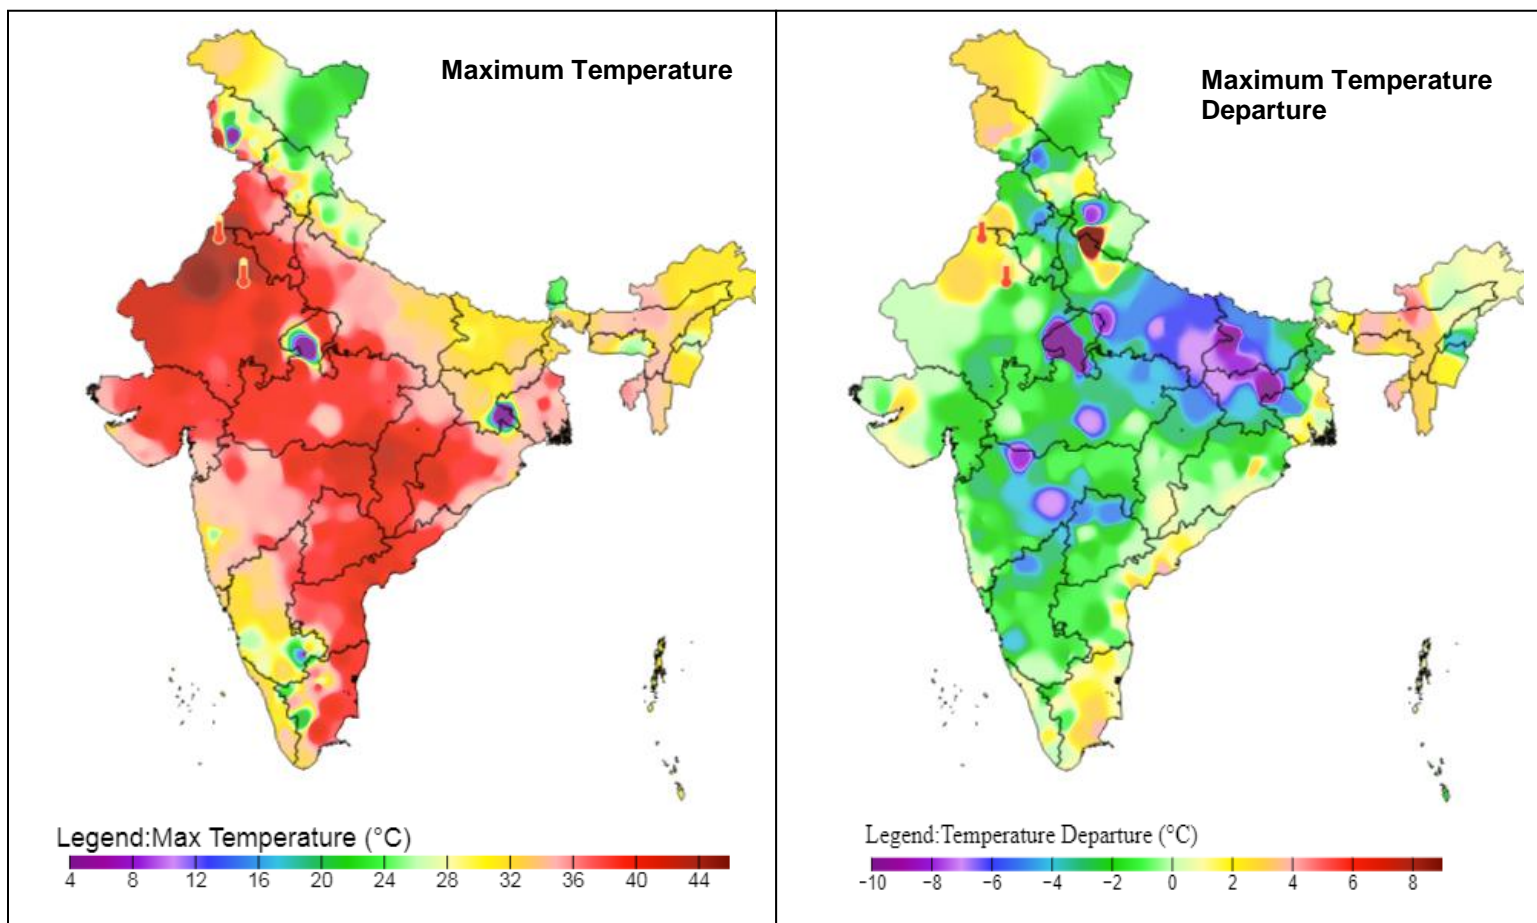 Maximum Temperature
Legend:Max Temperature (°C)
4 8 12 16 20 24 28 32 36 40 44
Maximum Temperature
Departure
Legend:Temperature Departure (°C)
−10 −8 −6 −4 −2 0 2 4 6 8